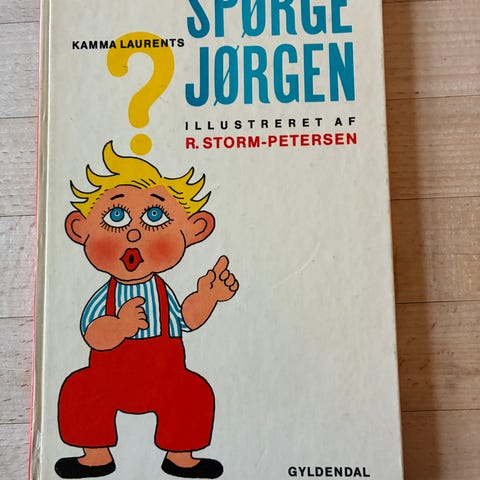 SPØRGE
KAMMA LAURENTS
JØRGEN
?
ILLUSTRERET AF
R. STORM-PETERSEN
GYLDENDAL